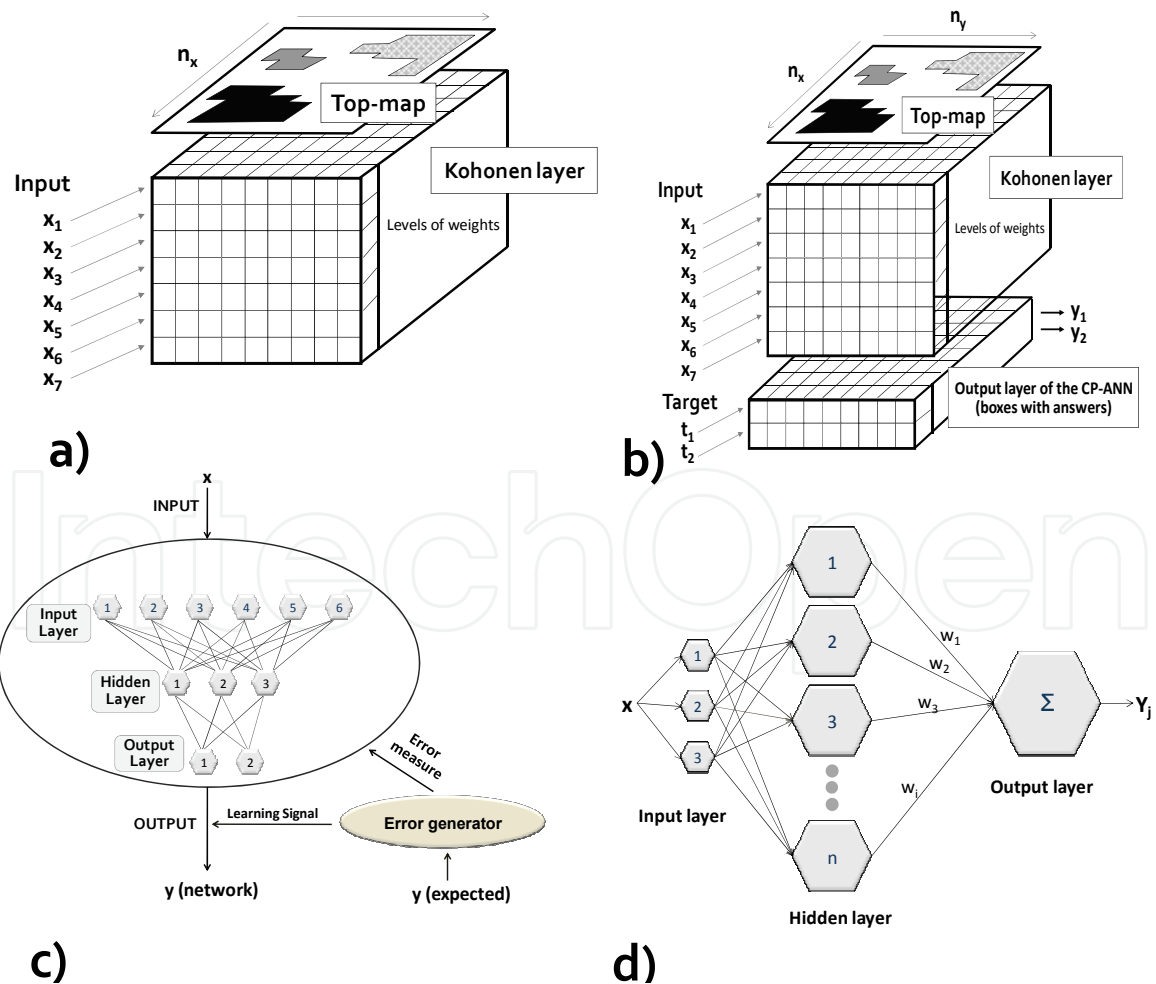 n_x
Top-map
Kohonen layer
Input
Levels of weights
x_1
x_2
x_3
x_4
x_5
x_6
x_7
a)
n_y
n_x
Top-map
Kohonen layer
Input
Levels of weights
x_1
x_2
x_3
x_4
x_5
x_6
x_7
y_1
y_2
Output layer of the CP-ANN
(boxes with answers)
Target
t_1
t_2
b)
IntechOpen
x
INPUT
Input
Layer
1 2 3 4 5 6
Hidden
Layer
1 2 3
Output
Layer
1 2
Error
measure
OUTPUT
Learning Signal
Error generator
y (network)
y (expected)
c)
x
1
2
3
Input layer
1
2
3
n
Hidden layer
w_1
w_2
w_3
w_i
Σ
Y_j
Output layer
d)